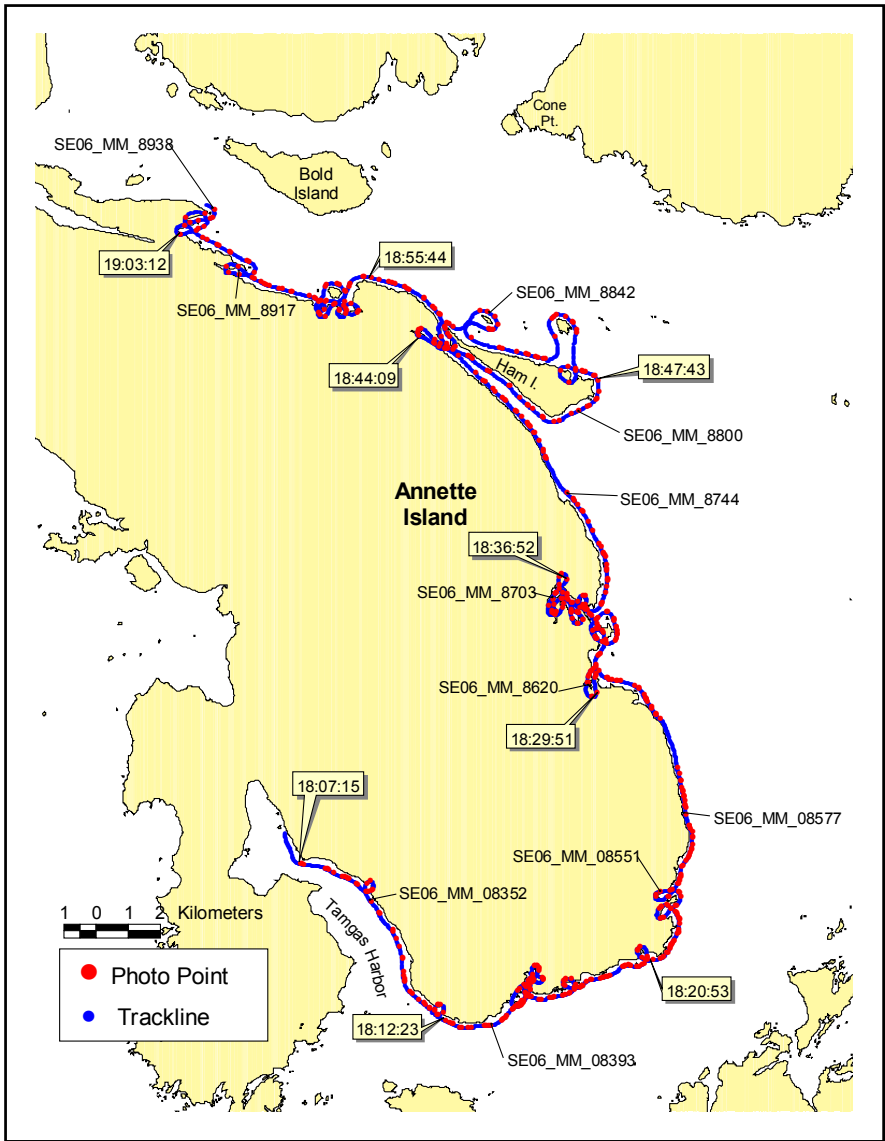 Cone
Pt.
SE06_MM_8938
Bold
Island
19:03:12
18:55:44
SE06_MM_8917
SE06_MM_8842
18:44:09
Ham I.
18:47:43
SE06_MM_8800
Annette
Island
SE06_MM_8744
18:36:52
SE06_MM_8703
SE06_MM_8620
18:29:51
18:07:15
SE06_MM_08577
SE06_MM_08551
SE06_MM_08352
1 0 1 2 Kilometers
Tamgas Harbor
Photo Point
Trackline
18:20:53
18:12:23
SE06_MM_08393